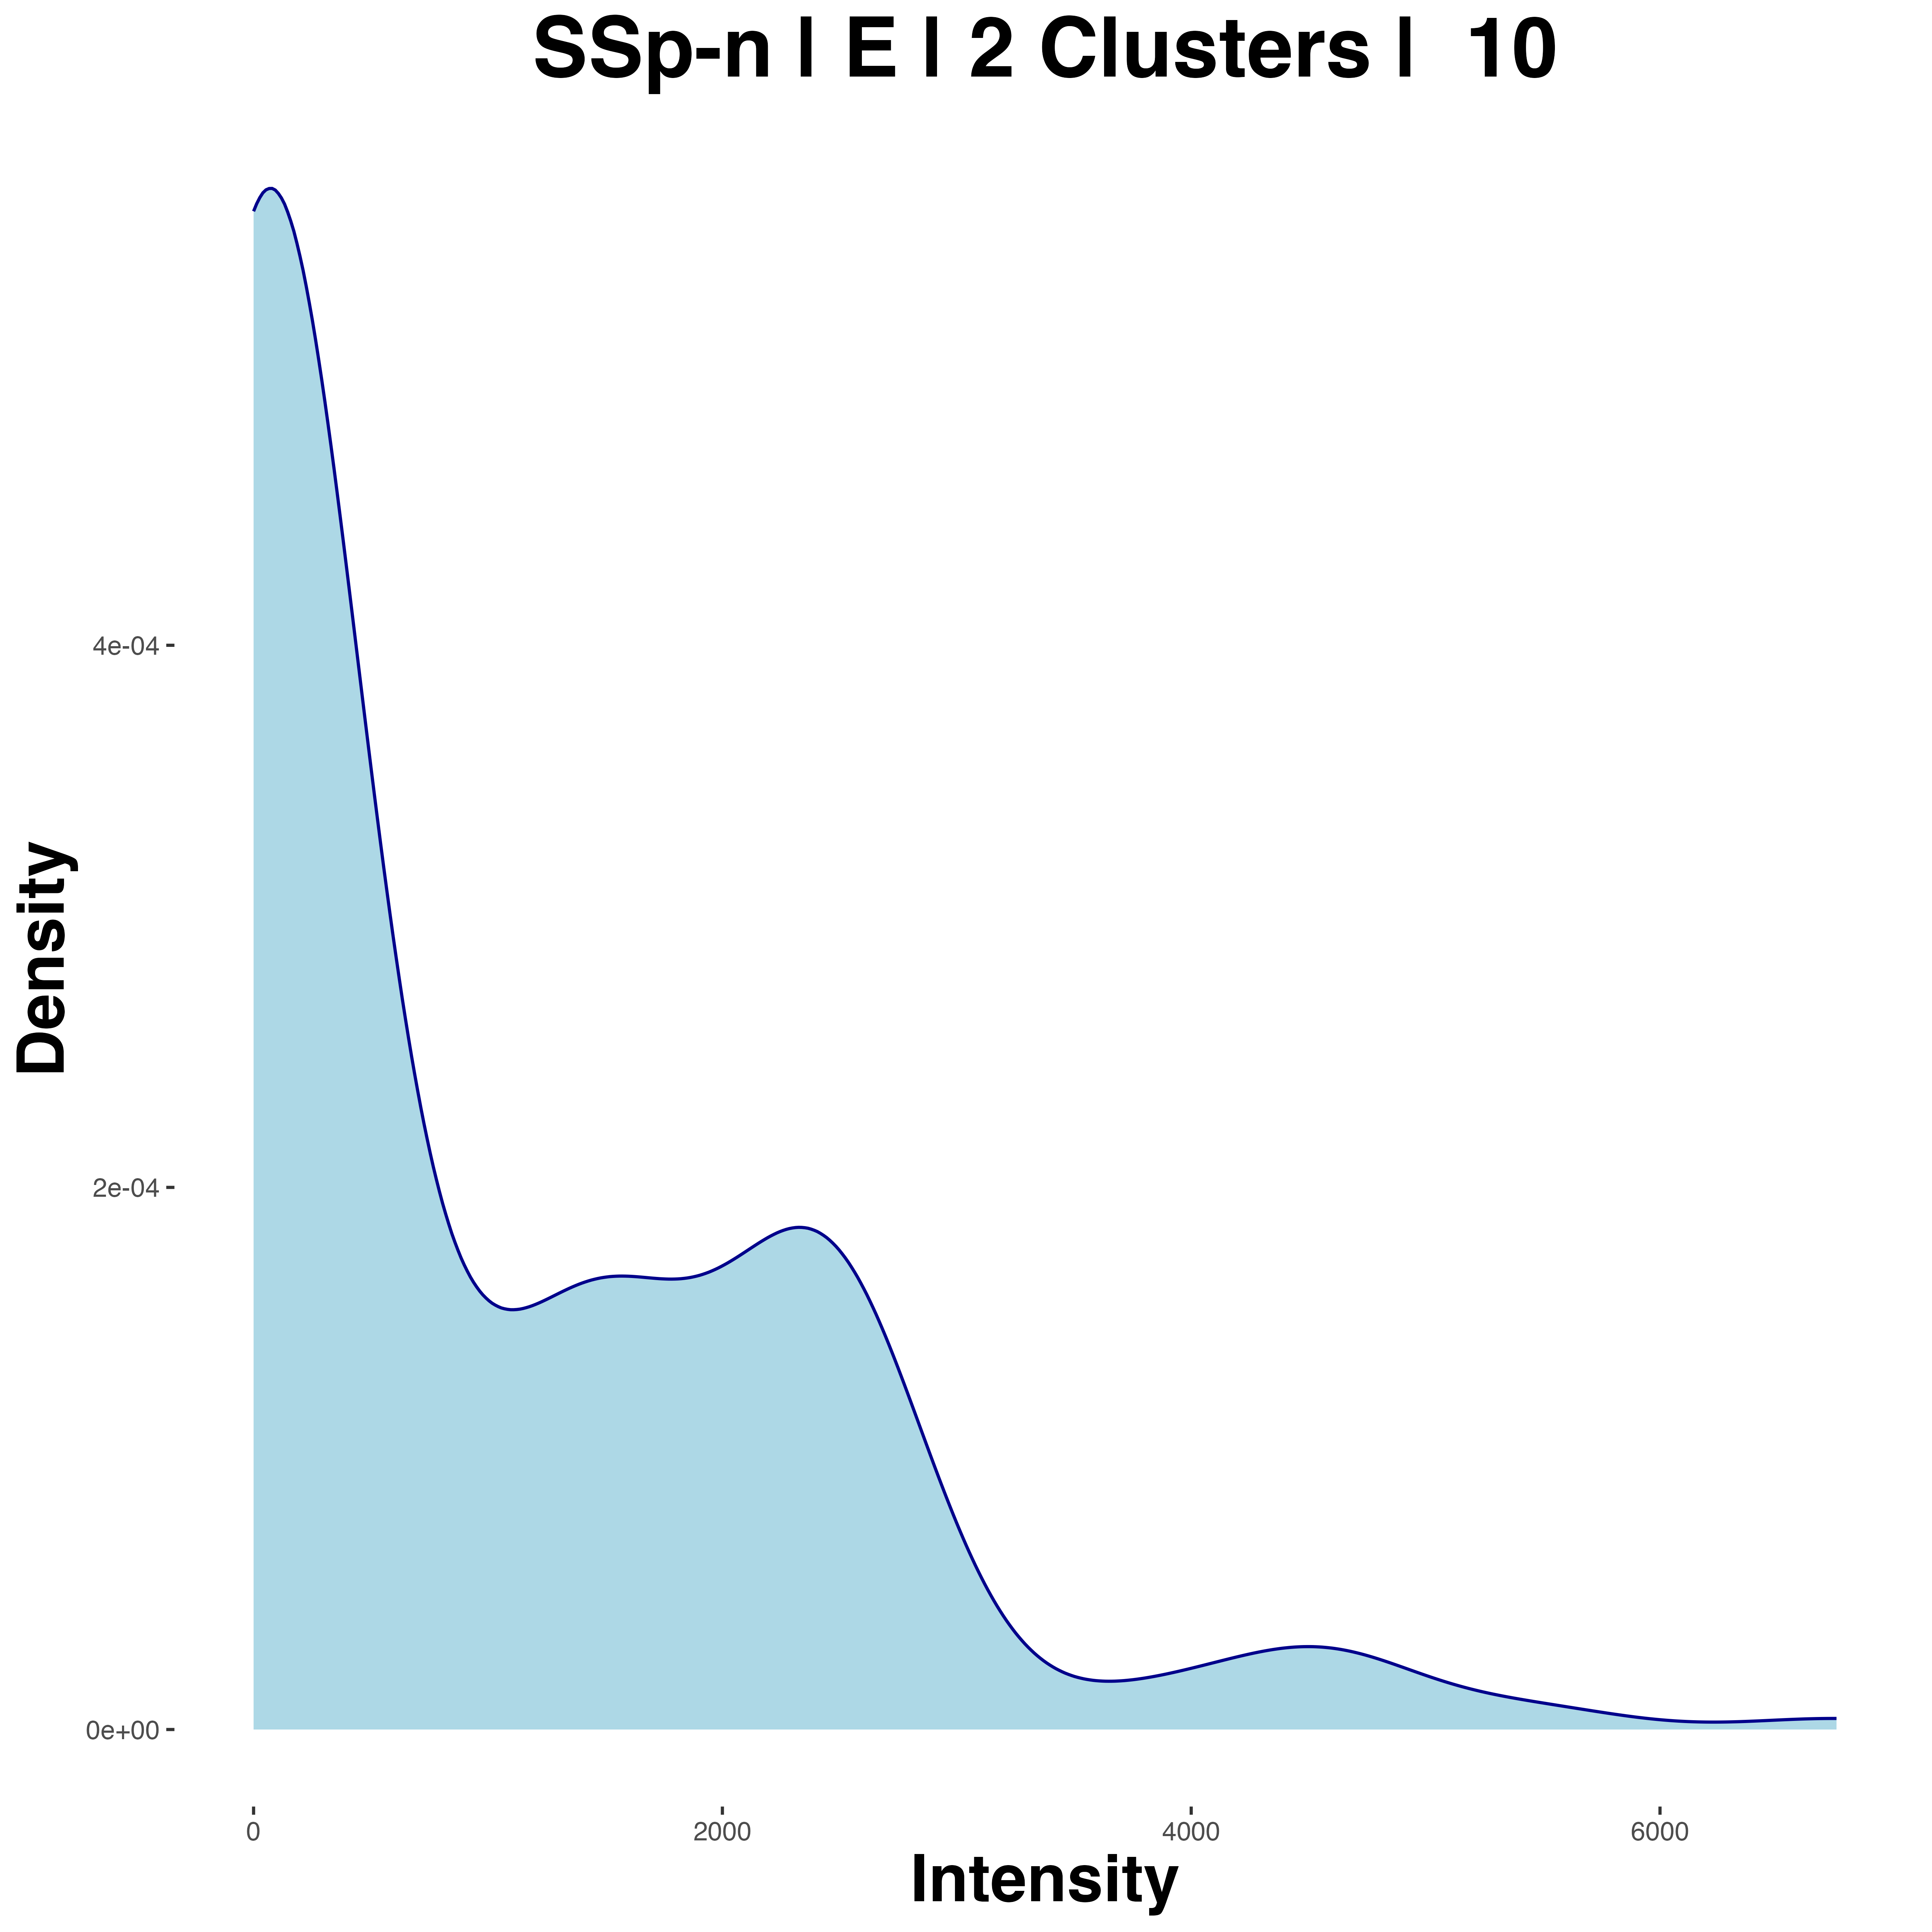 SSp-n | E | 2 Clusters | 10
Density
4e-04
2e-04
0e+00
0
2000
4000
6000
Intensity